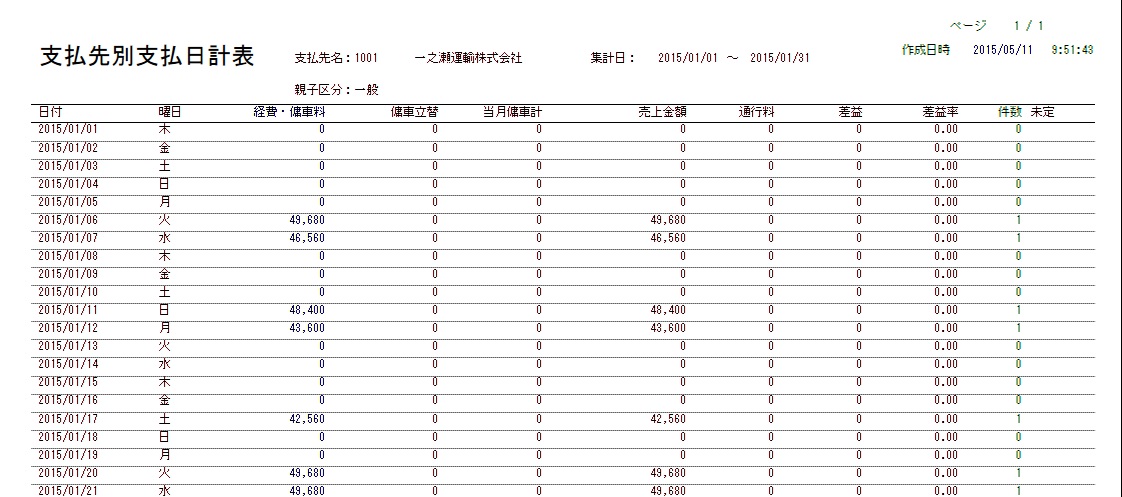 ページ 1 / 1
支払先別支払日計表 支払先名：1001 一之瀬運輸株式会社 集計日： 2015/01/01 ～ 2015/01/31 作成日時 2015/05/11 9:51:43
親子区分：一般
日付 曜日 経費・傭車料 傭車立替 当月傭車計 売上金額 通行料 差益 差益率 件数 未定
2015/01/01 木 0 0 0 0 0 0 0.00 0
2015/01/02 金 0 0 0 0 0 0 0.00 0
2015/01/03 土 0 0 0 0 0 0 0.00 0
2015/01/04 日 0 0 0 0 0 0 0.00 0
2015/01/05 月 0 0 0 0 0 0 0.00 0
2015/01/06 火 49,680 0 0 49,680 0 0 0.00 1
2015/01/07 水 46,560 0 0 46,560 0 0 0.00 1
2015/01/08 木 0 0 0 0 0 0 0.00 0
2015/01/09 金 0 0 0 0 0 0 0.00 0
2015/01/10 土 0 0 0 0 0 0 0.00 0
2015/01/11 日 48,400 0 0 48,400 0 0 0.00 1
2015/01/12 月 43,600 0 0 43,600 0 0 0.00 1
2015/01/13 火 0 0 0 0 0 0 0.00 0
2015/01/14 水 0 0 0 0 0 0 0.00 0
2015/01/15 木 0 0 0 0 0 0 0.00 0
2015/01/16 金 0 0 0 0 0 0 0.00 0
2015/01/17 土 42,560 0 0 42,560 0 0 0.00 1
2015/01/18 日 0 0 0 0 0 0 0.00 0
2015/01/19 月 0 0 0 0 0 0 0.00 0
2015/01/20 火 49,680 0 0 49,680 0 0 0.00 1
2015/01/21 水 49,680 0 0 49,680 0 0 0.00 1